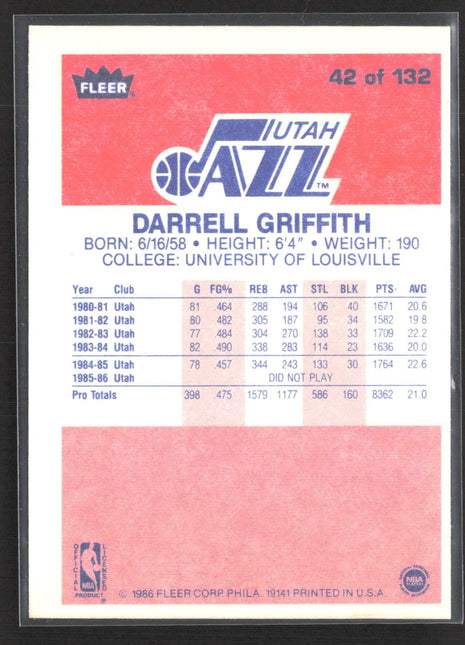 FLEER
42 of 132
UTAH
JAZZ TM
DARRELL GRIFFITH
BORN: 6/16/58 • HEIGHT: 6'4" • WEIGHT: 190
COLLEGE: UNIVERSITY OF LOUISVILLE
Year Club G FG% REB AST STL BLK PTS· AVG
1980-81 Utah 81 .464 288 194 106 40 1671 20.6
1981-82 Utah 80 .482 305 187 95 34 1582 19.8
1982-83 Utah 77 .484 304 270 138 33 1709 22.2
1983-84 Utah 82 .490 338 283 114 23 1636 20.0
1984-85 Utah 78 .457 344 243 133 30 1764 22.6
1985-86 Utah DID NOT PLAY
Pro Totals 398 .475 1579 1177 586 160 8362 21.0
OFFICIAL LICENSED
NBA
PRODUCT ®
NBA
© 1986 FLEER CORP. PHILA. 19141 PRINTED IN U.S.A.